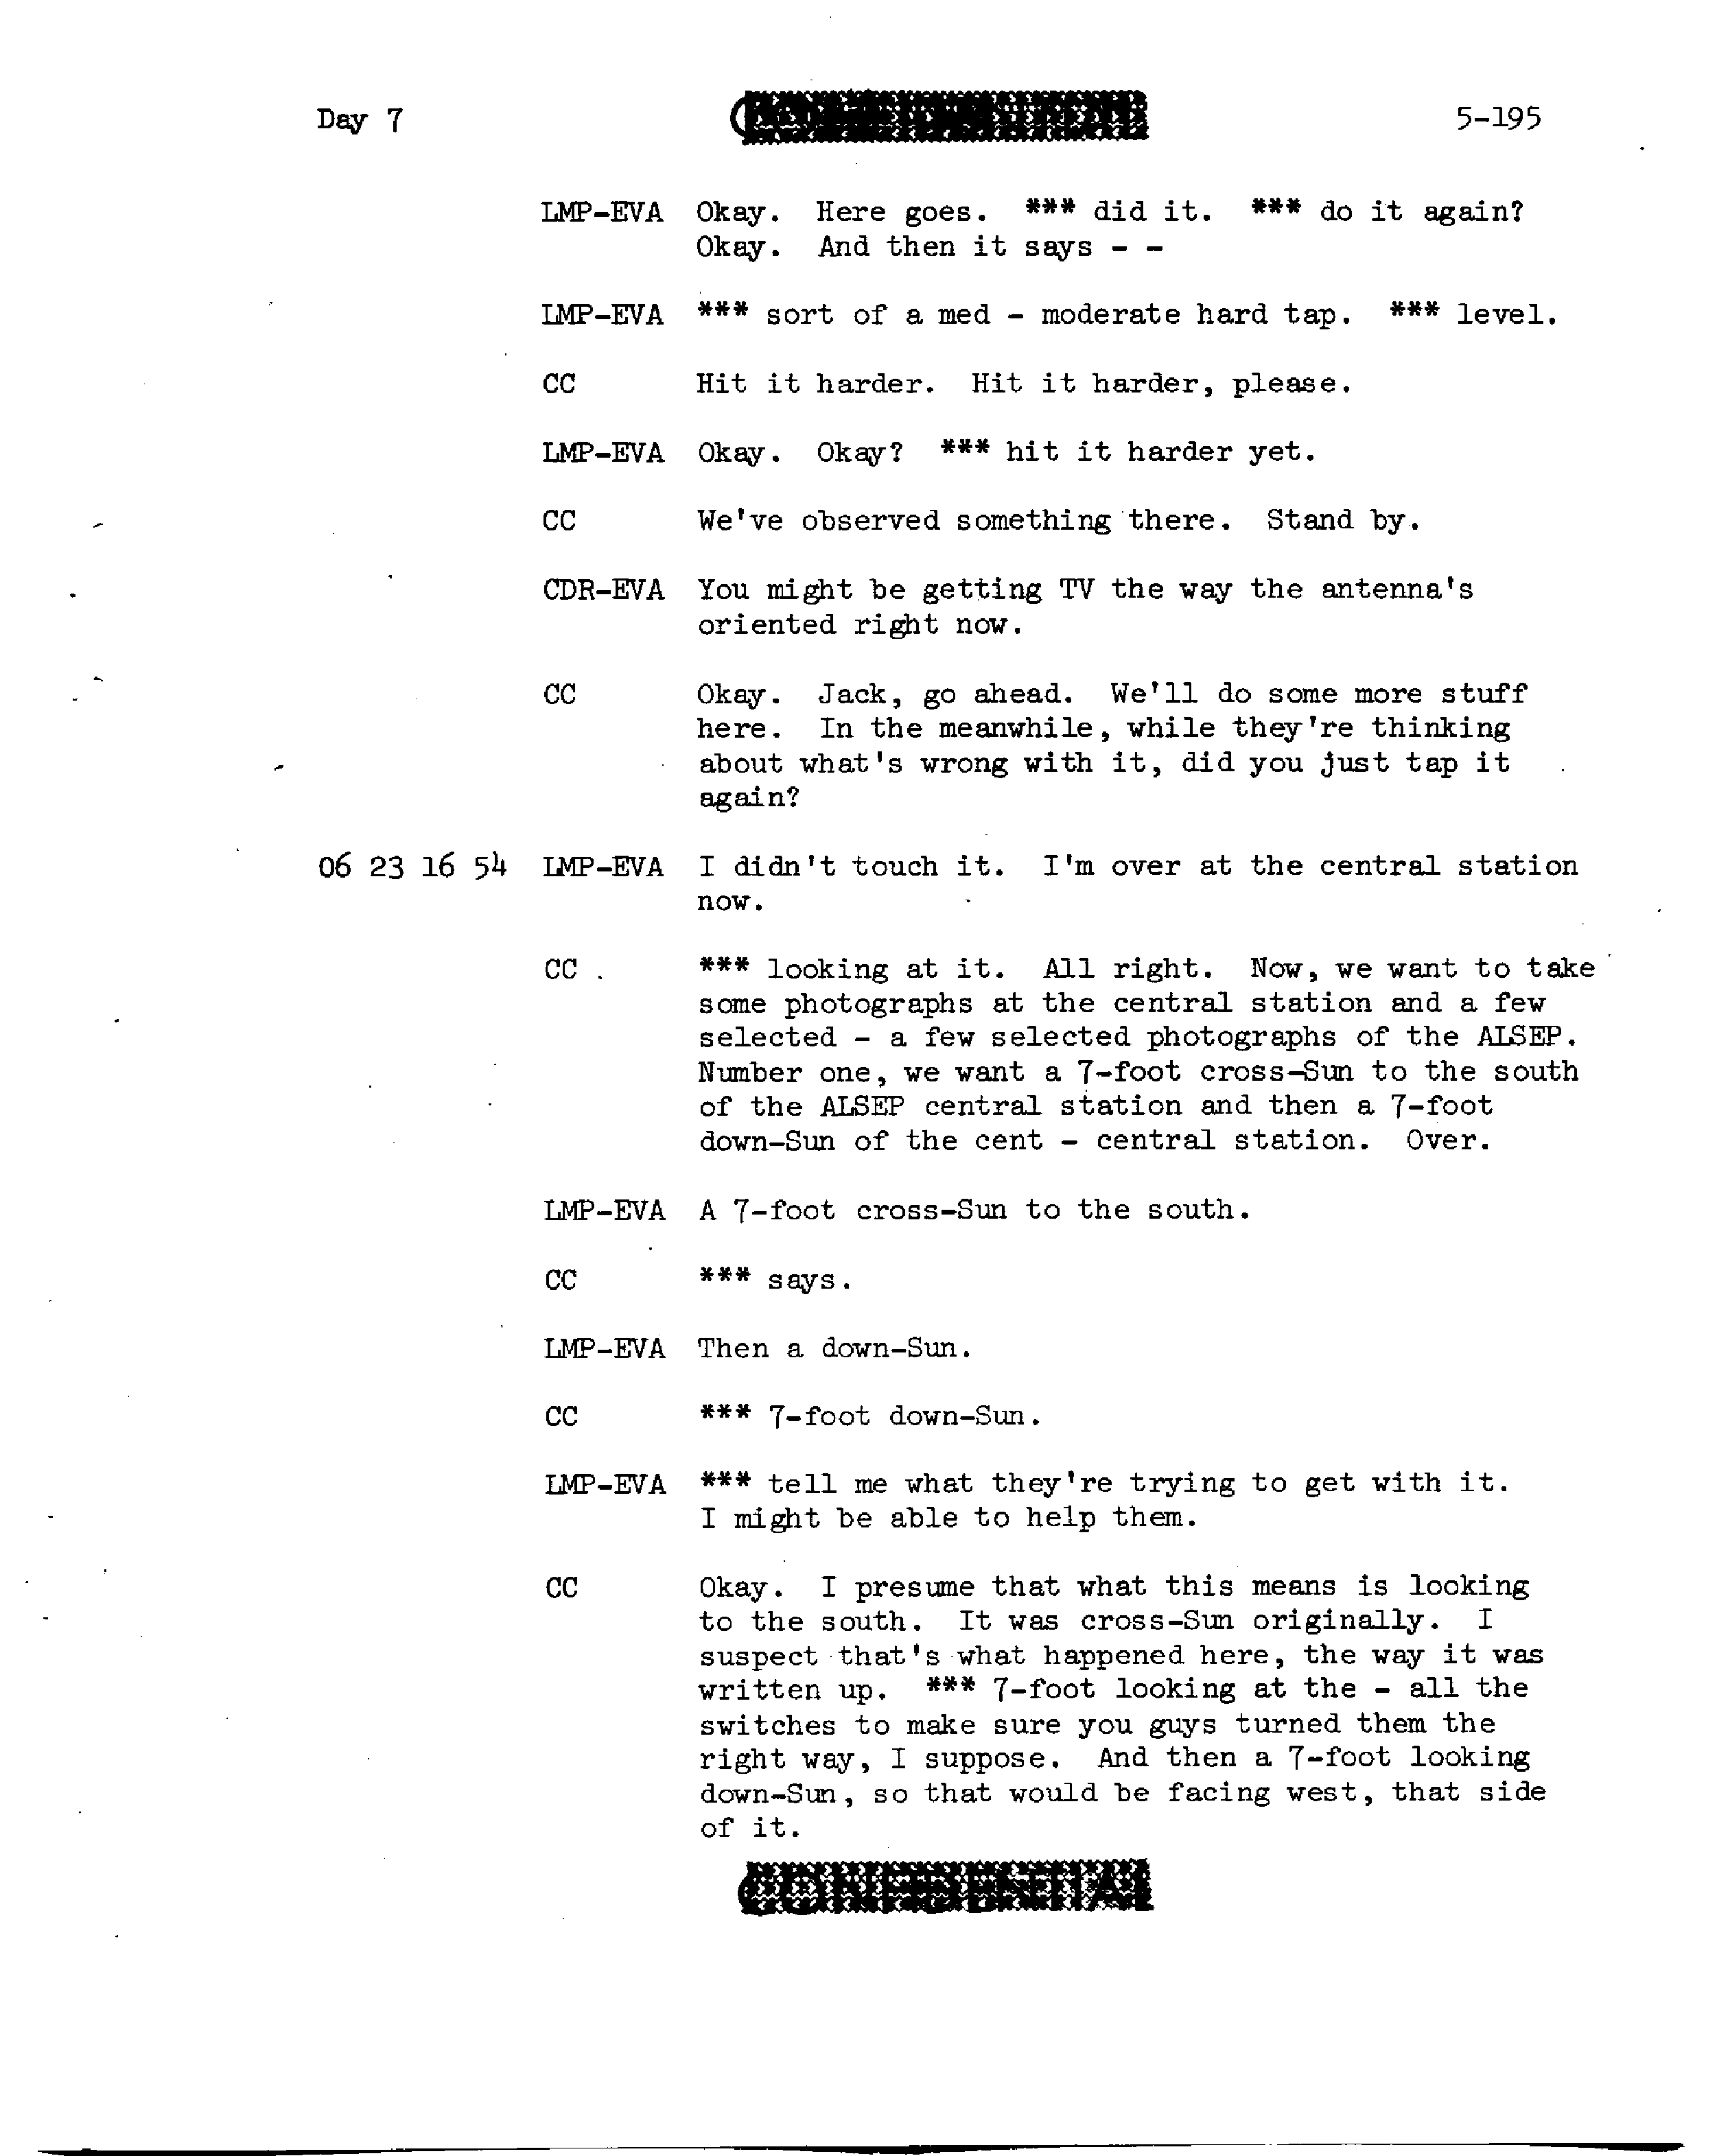 Day 7
5-195
LMP-EVA Okay. Here goes. *** did it. *** do it again?
Okay. And then it says - -
LMP-EVA *** sort of a med - moderate hard tap. *** level.
CC Hit it harder. Hit it harder, please.
LMP-EVA Okay. Okay? *** hit it harder yet.
CC We've observed something there. Stand by.
CDR-EVA You might be getting TV the way the antenna's
oriented right now.
CC Okay. Jack, go ahead. We'll do some more stuff
here. In the meanwhile, while they're thinking
about what's wrong with it, did you just tap it
again?
06 23 16 54 LMP-EVA I didn't touch it. I'm over at the central station
now.
CC *** looking at it. All right. Now, we want to take
some photographs at the central station and a few
selected - a few selected photographs of the ALSEP.
Number one, we want a 7-foot cross-Sun to the south
of the ALSEP central station and then a 7-foot
down-Sun of the cent - central station. Over.
LMP-EVA A 7-foot cross-Sun to the south.
CC *** says.
LMP-EVA Then a down-Sun.
CC *** 7-foot down-Sun.
LMP-EVA *** tell me what they're trying to get with it.
I might be able to help them.
CC Okay. I presume that what this means is looking
to the south. It was cross-Sun originally. I
suspect that's what happened here, the way it was
written up. *** 7-foot looking at the - all the
switches to make sure you guys turned them the
right way, I suppose. And then a 7-foot looking
down-Sun, so that would be facing west, that side
of it.
CONFIDENTIAL